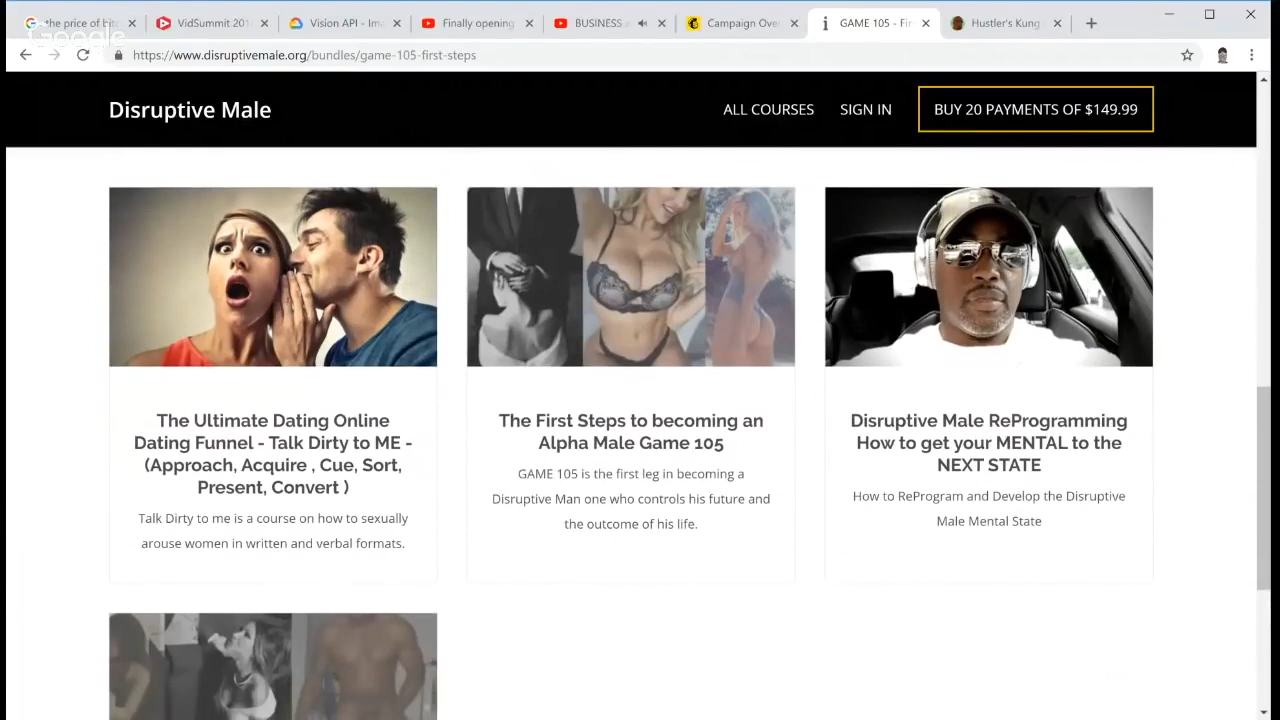 the price of bitc
VidSummit 201
Vision API - Ima
Finally opening
BUSINESS
Campaign Over
GAME 105 - Fir
Hustler's Kung
Google
https://www.disruptivemale.org/bundles/game-105-first-steps
Disruptive Male
ALL COURSES
SIGN IN
BUY 20 PAYMENTS OF $149.99
The Ultimate Dating Online
Dating Funnel - Talk Dirty to ME -
(Approach, Acquire , Cue, Sort,
Present, Convert )
Talk Dirty to me is a course on how to sexually
arouse women in written and verbal formats.
The First Steps to becoming an
Alpha Male Game 105
GAME 105 is the first leg in becoming a
Disruptive Man one who controls his future and
the outcome of his life.
Disruptive Male ReProgramming
How to get your MENTAL to the
NEXT STATE
How to ReProgram and Develop the Disruptive
Male Mental State